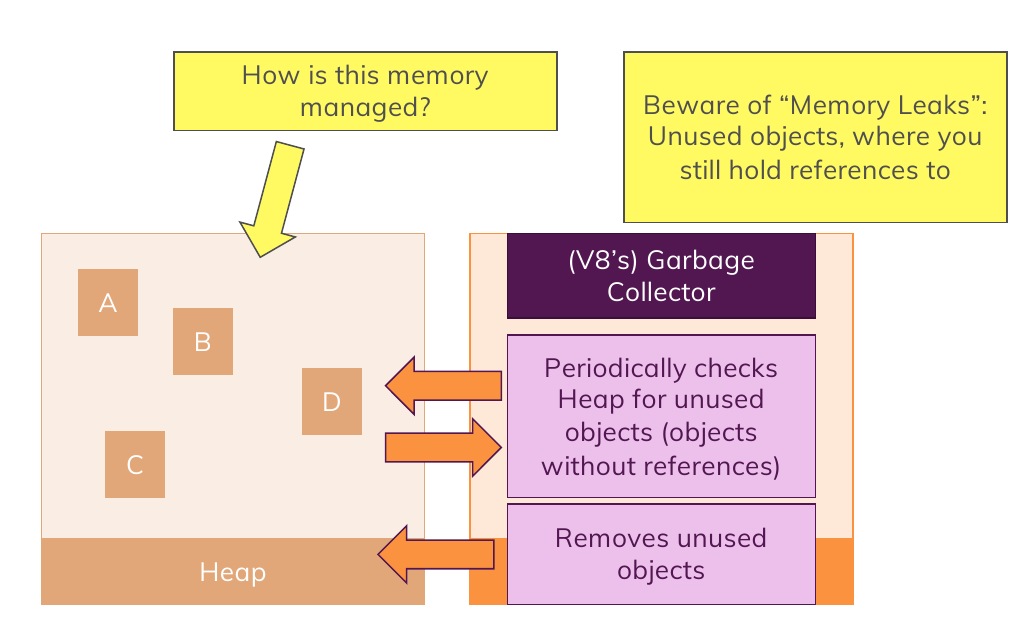 How is this memory
managed?
Beware of “Memory Leaks”:
Unused objects, where you
still hold references to
A
B
D
C
Heap
(V8’s) Garbage
Collector
Periodically checks
Heap for unused
objects (objects
without references)
Removes unused
objects